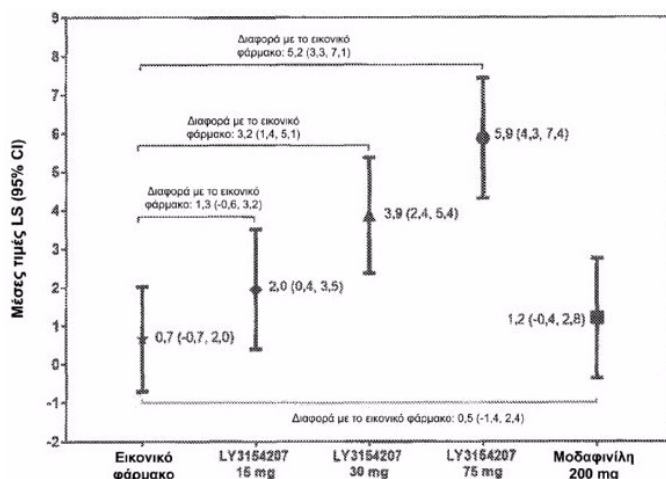 9
8
7
6
5
4
3
2
1
0
-1
-2
Μέσες τιμές LS (95% CI)
Διαφορά με το εικονικό
φάρμακο: 5,2 (3,3, 7,1)
Διαφορά με το εικονικό
φάρμακο: 3,2 (1,4, 5,1)
Διαφορά με το εικονικό
φάρμακο: 1,3 (-0,6, 3,2)
5,9 (4,3, 7,4)
3,9 (2,4, 5,4)
2,0 (0,4, 3,5)
0,7 (-0,7, 2,0)
1,2 (-0,4, 2,8)
Διαφορά με το εικονικό φάρμακο: 0,5 (-1,4, 2,4)
Εικονικό
φάρμακο
LY3154207
15 mg
LY3154207
30 mg
LY3154207
75 mg
Μοδαφινίλη
200 mg